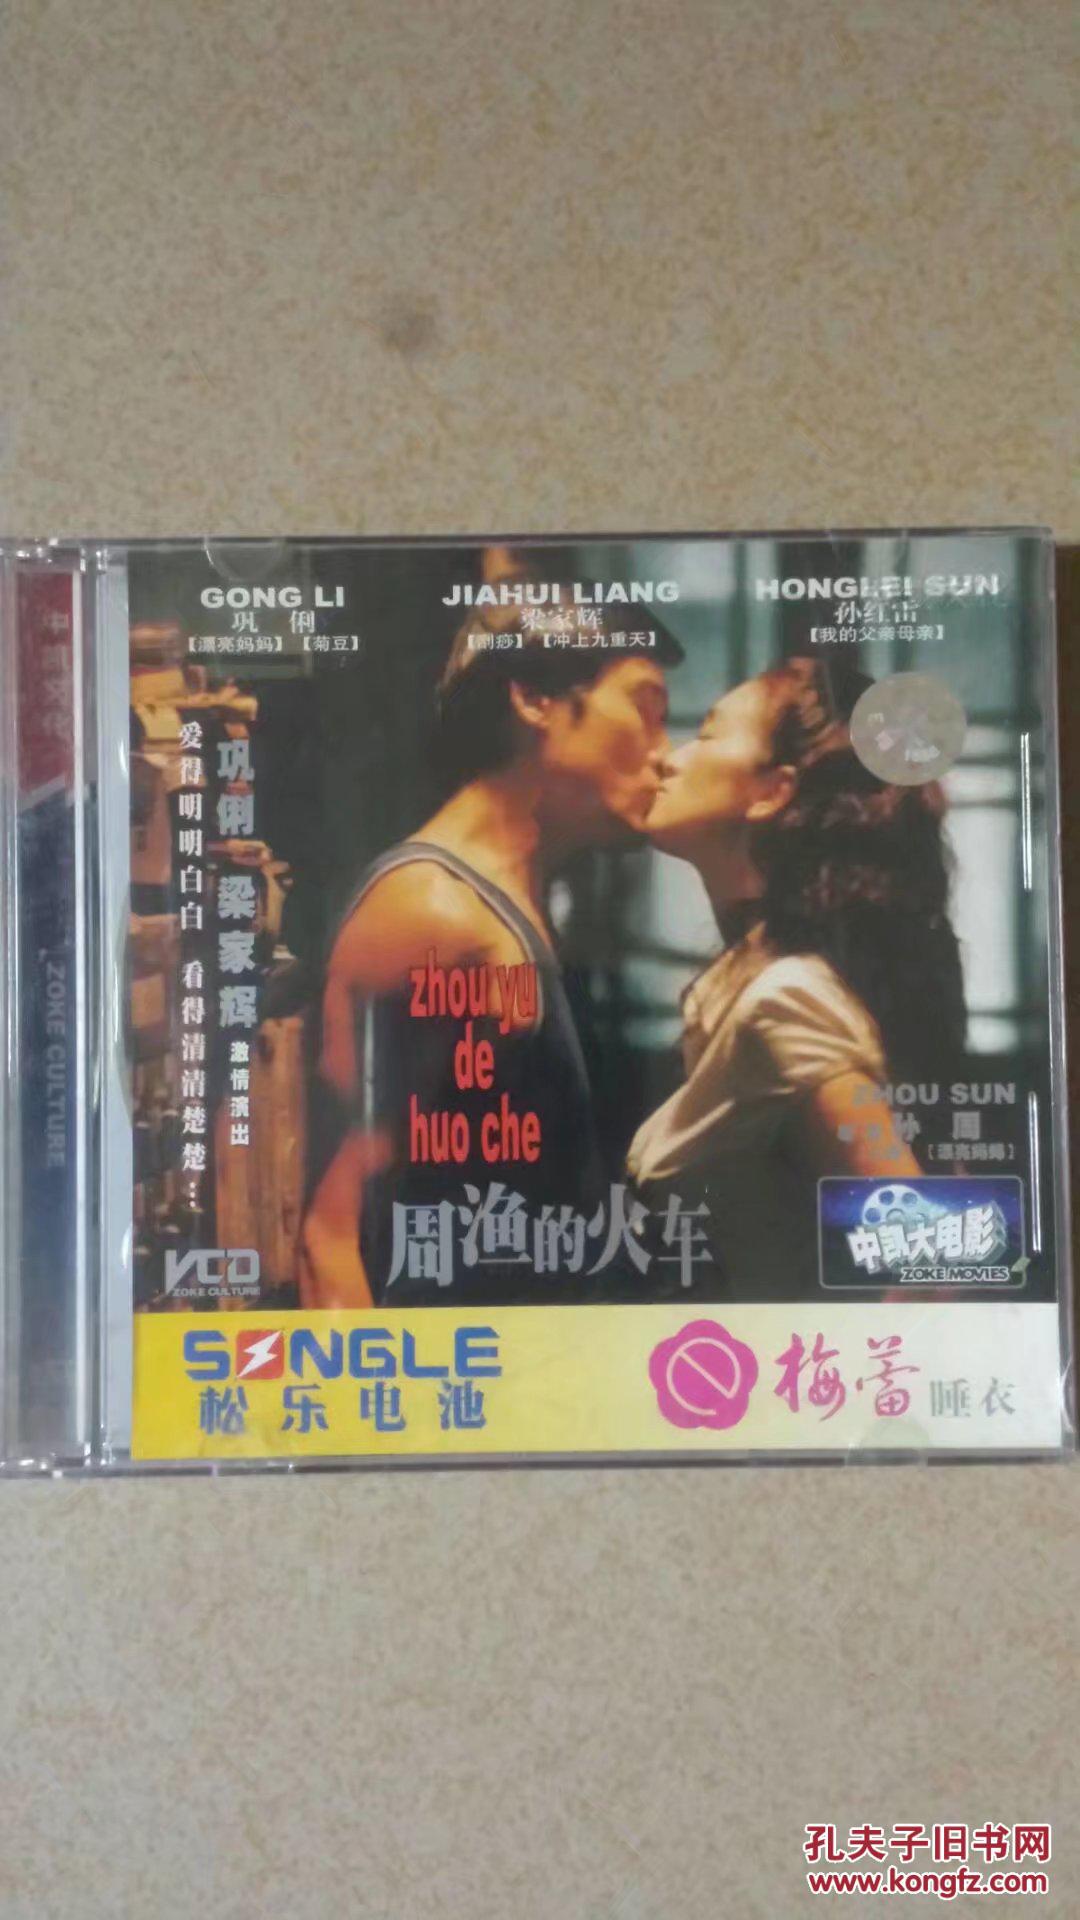 GONG LI
巩 俐
【漂亮妈妈】【菊豆】
JIAHUI LIANG
梁家辉
【刮痧】【冲上九重天】
HONGLEI SUN
孙红雷
【我的父亲母亲】
爱得明明白白 看得清清楚楚…
巩俐 梁家辉 激情演出
zhou yu
de
huo che
周渔的火车
ZHOU SUN
孙 周
【漂亮妈妈】
中凯大电影
ZOKE MOVIES
VCD
ZOKE CULTURE
SONGLE
松乐电池
梅蕾睡衣
ZOKE CULTURE
孔夫子旧书网
www.kongfz.com